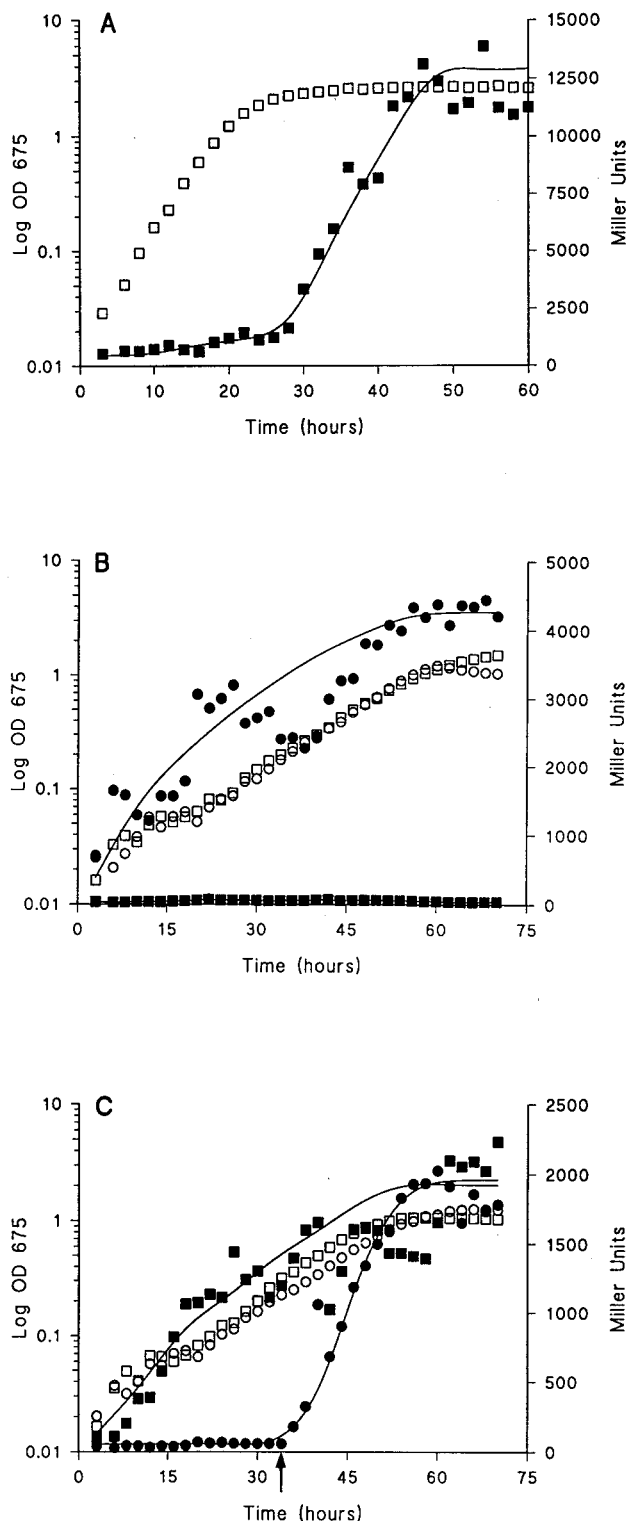 A
10
1
0.1
0.01
Log OD 675
15000
12500
10000
7500
5000
2500
0
Miller Units
0 10 20 30 40 50 60
Time (hours)
B
10
1
0.1
0.01
Log OD 675
5000
4000
3000
2000
1000
0
Miller Units
0 15 30 45 60 75
Time (hours)
C
10
1
0.1
0.01
Log OD 675
2500
2000
1500
1000
500
0
Miller Units
0 15 30 45 60 75
Time (hours)